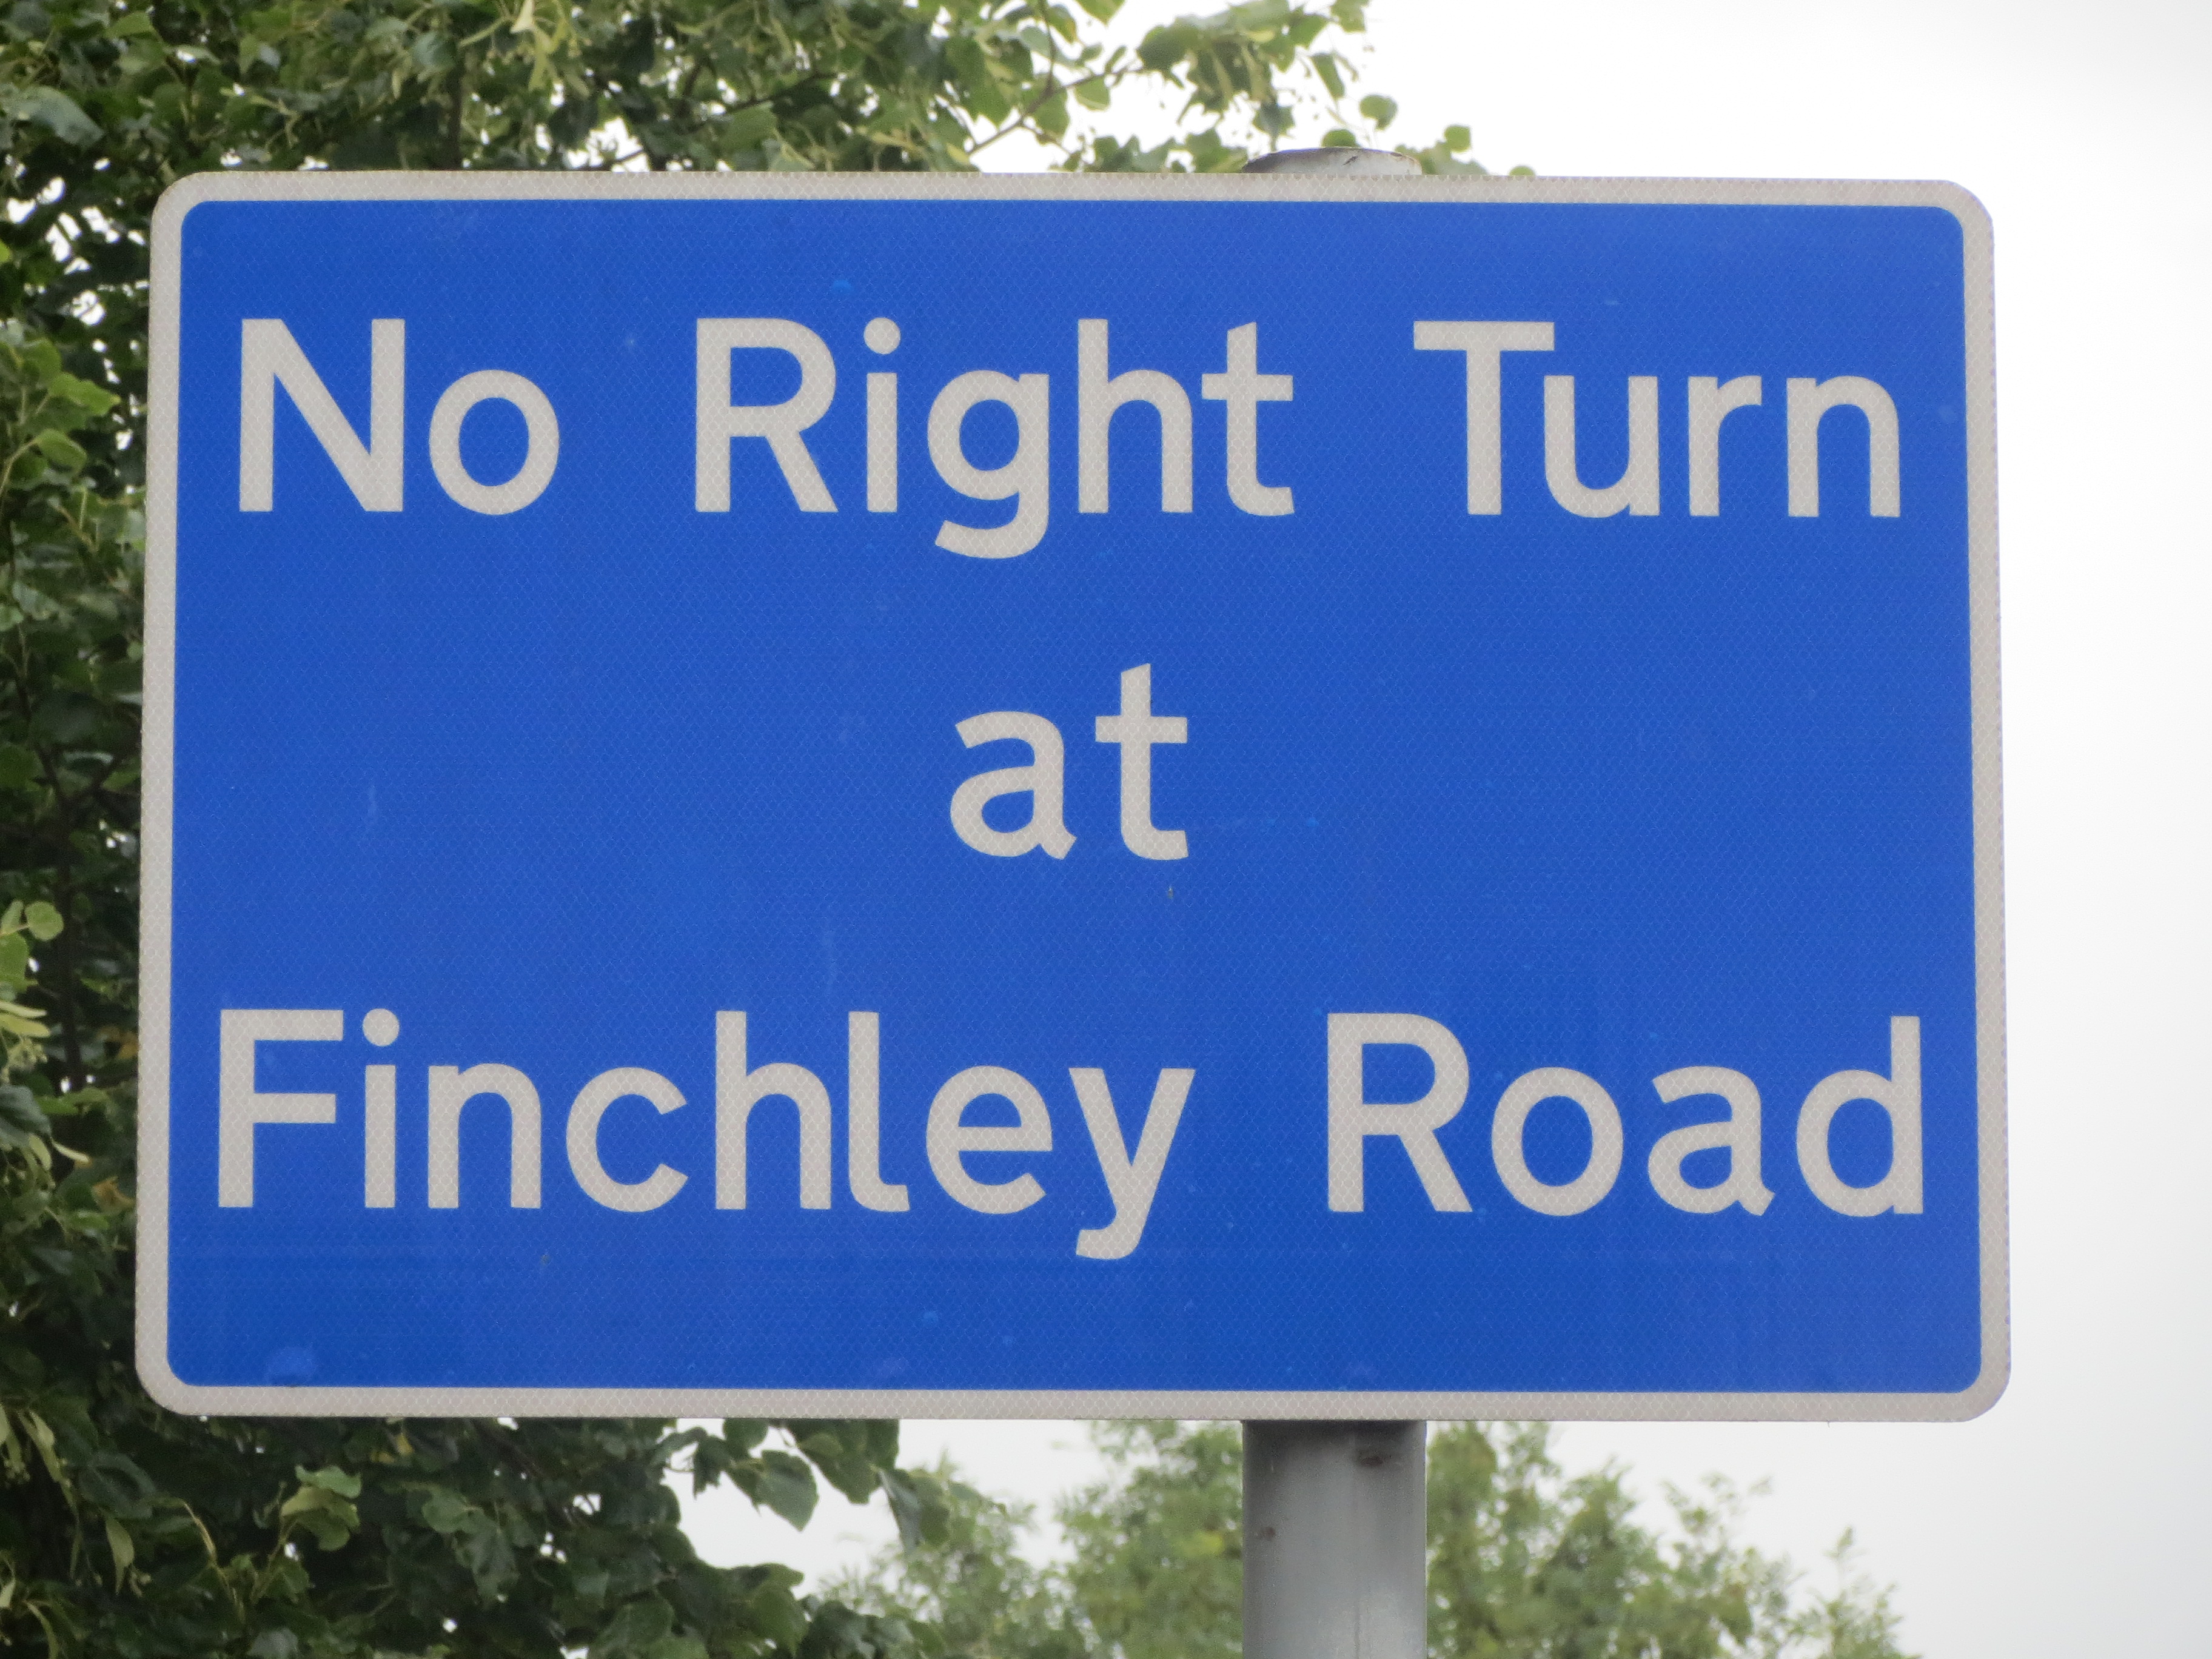 No Right Turn
at
Finchley Road